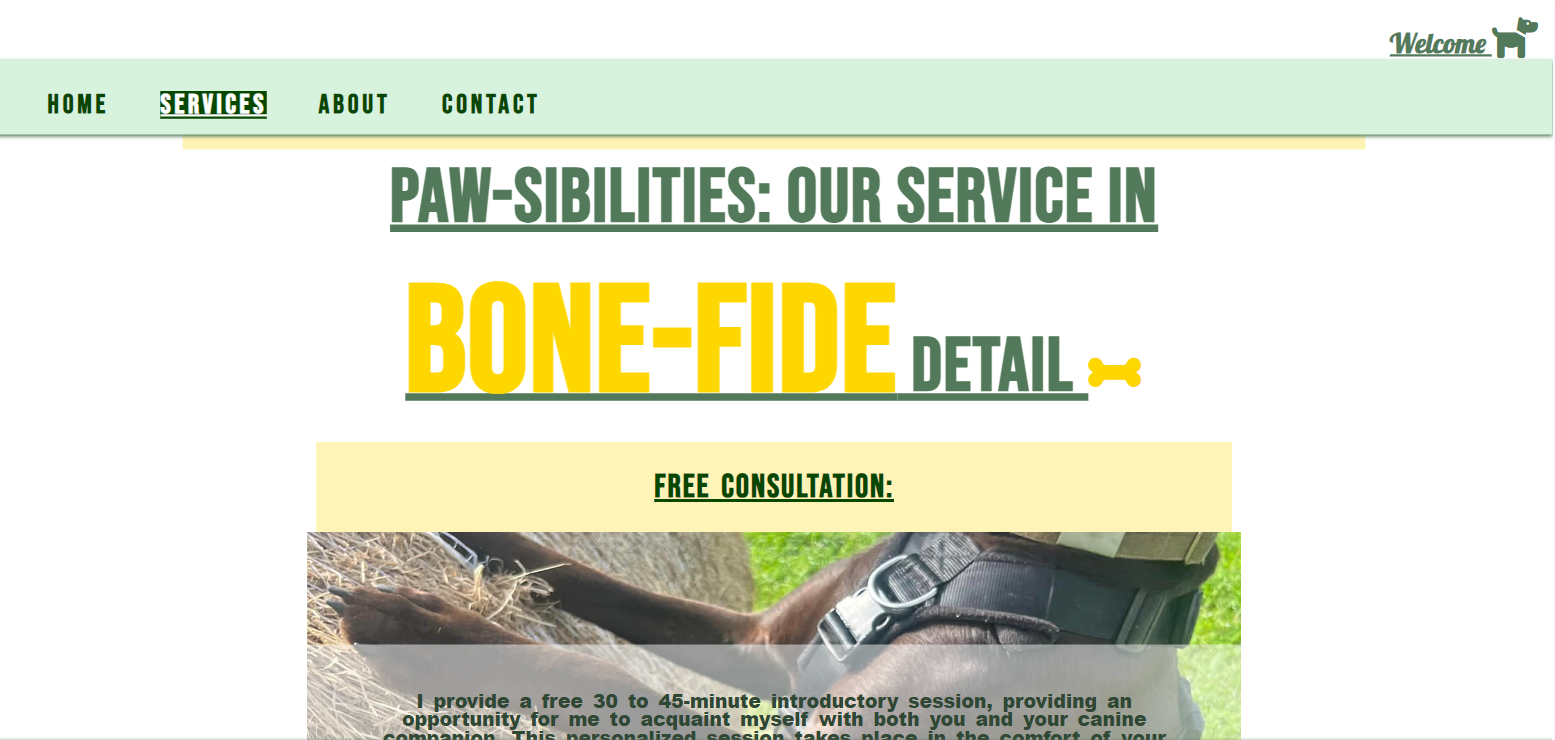 Welcome
HOME SERVICES ABOUT CONTACT
PAW-SIBILITIES: OUR SERVICE IN
BONE-FIDE DETAIL
FREE CONSULTATION:
I provide a free 30 to 45-minute introductory session, providing an
opportunity for me to acquaint myself with both you and your canine
companion. This personalized session takes place in the comfort of your